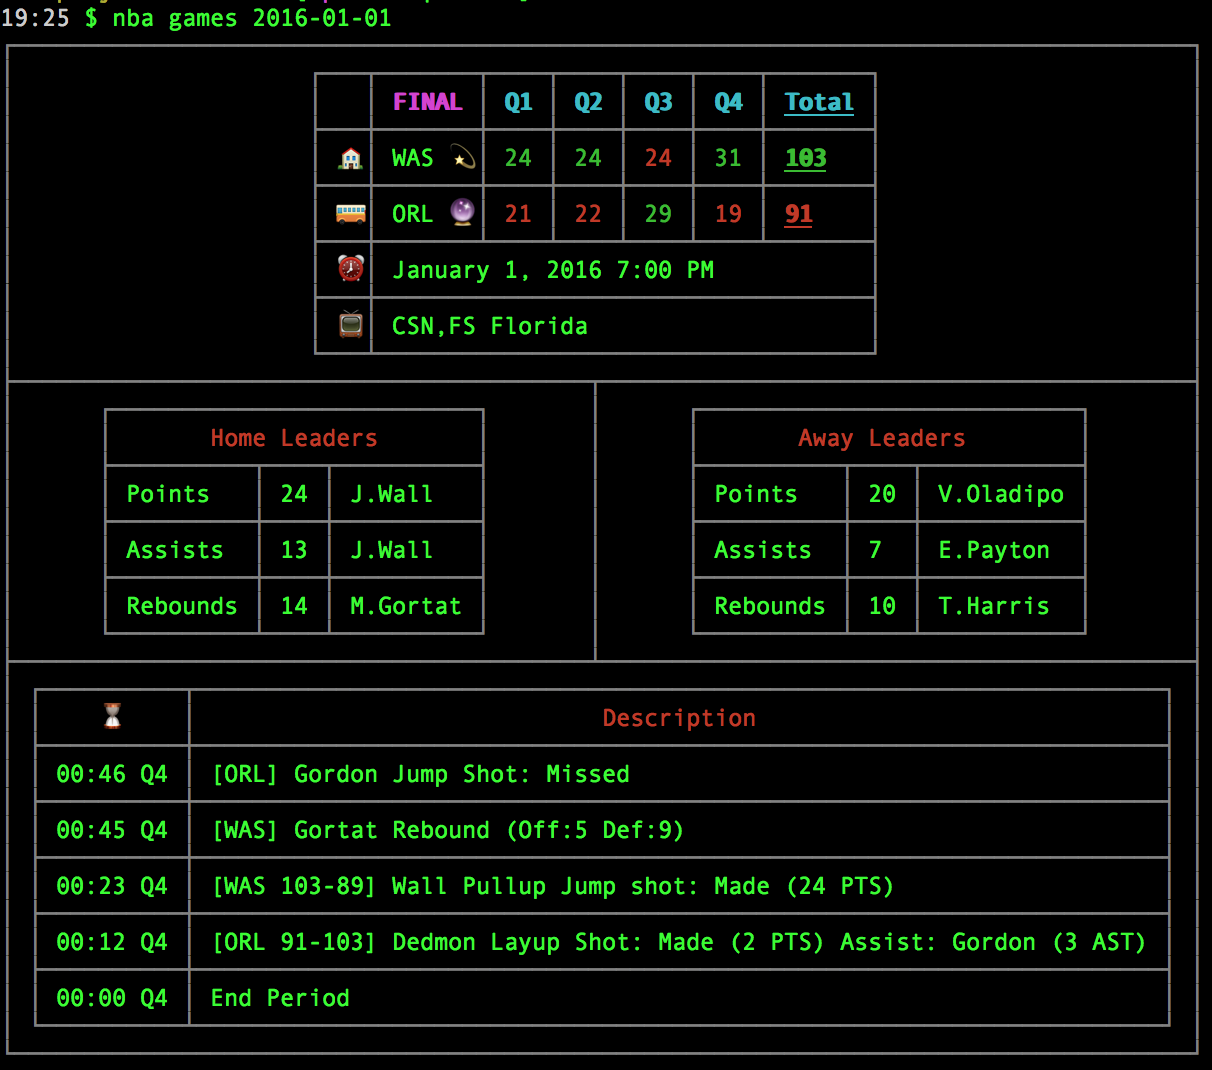 19:25 $ nba games 2016-01-01
FINAL Q1 Q2 Q3 Q4 Total
WAS 24 24 24 31 103
ORL 21 22 29 19 91
January 1, 2016 7:00 PM
CSN,FS Florida
Home Leaders
Points 24 J.Wall
Assists 13 J.Wall
Rebounds 14 M.Gortat
Away Leaders
Points 20 V.Oladipo
Assists 7 E.Payton
Rebounds 10 T.Harris
Description
00:46 Q4 [ORL] Gordon Jump Shot: Missed
00:45 Q4 [WAS] Gortat Rebound (Off:5 Def:9)
00:23 Q4 [WAS 103-89] Wall Pullup Jump shot: Made (24 PTS)
00:12 Q4 [ORL 91-103] Dedmon Layup Shot: Made (2 PTS) Assist: Gordon (3 AST)
00:00 Q4 End Period